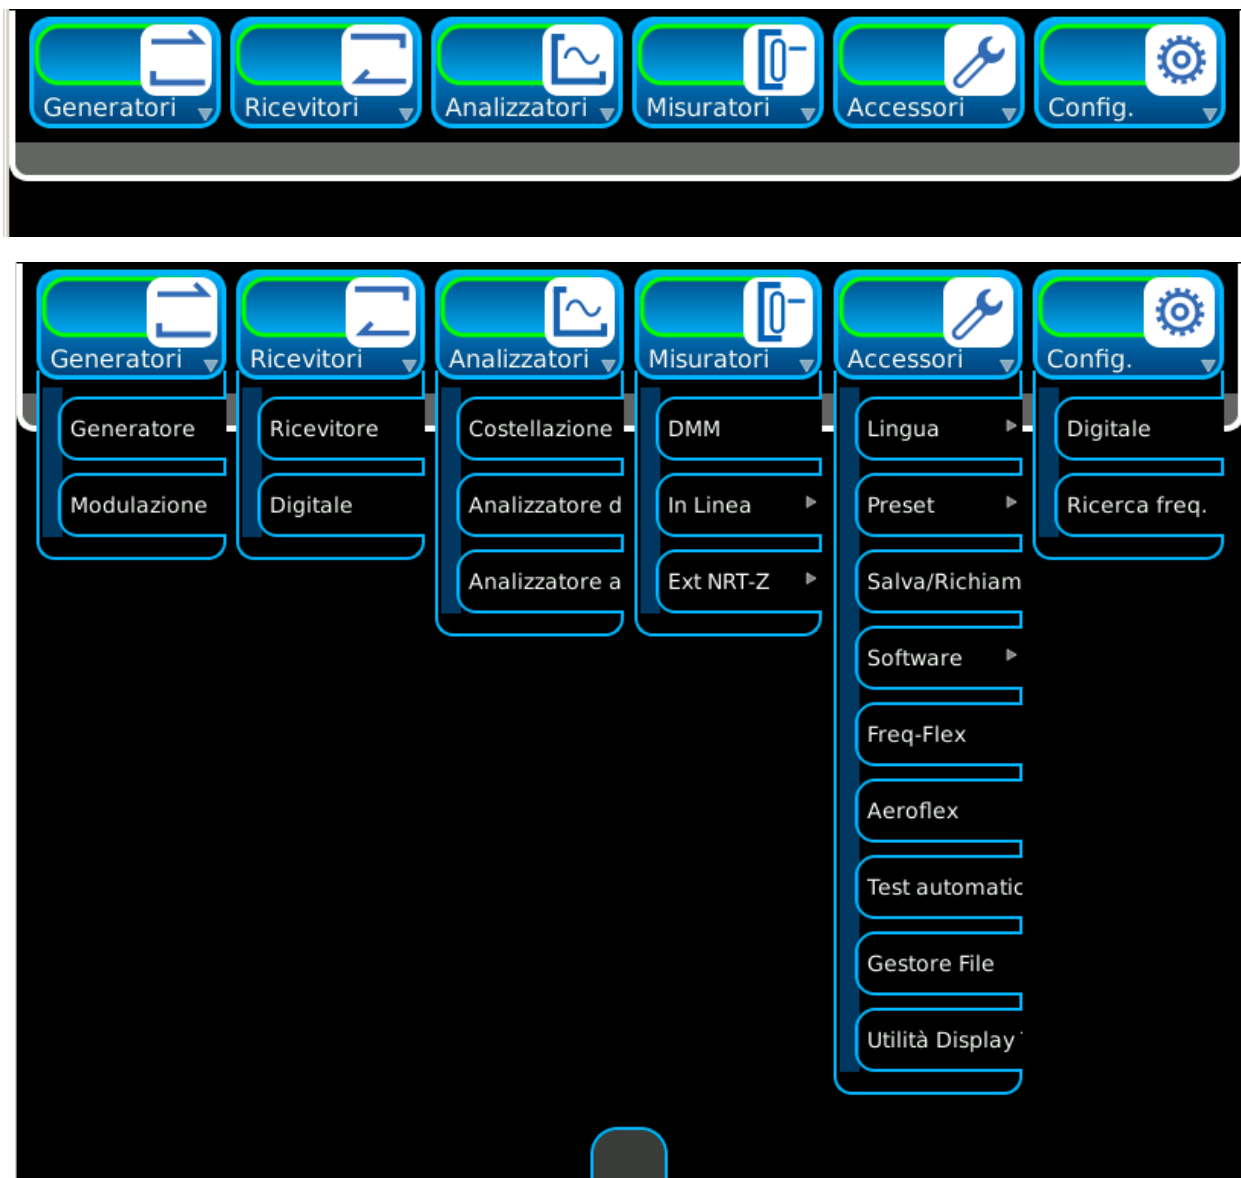 Generatori Ricevitori Analizzatori Misuratori Accessori Config.
Generatori Ricevitori Analizzatori Misuratori Accessori Config.
Generatore Ricevitore Costellazione DMM Lingua Digitale
Modulazione Digitale Analizzatore d In Linea Preset Ricerca freq.
Analizzatore a Ext NRT-Z Salva/Richiam
Software
Freq-Flex
Aeroflex
Test automatic
Gestore File
Utilità Display